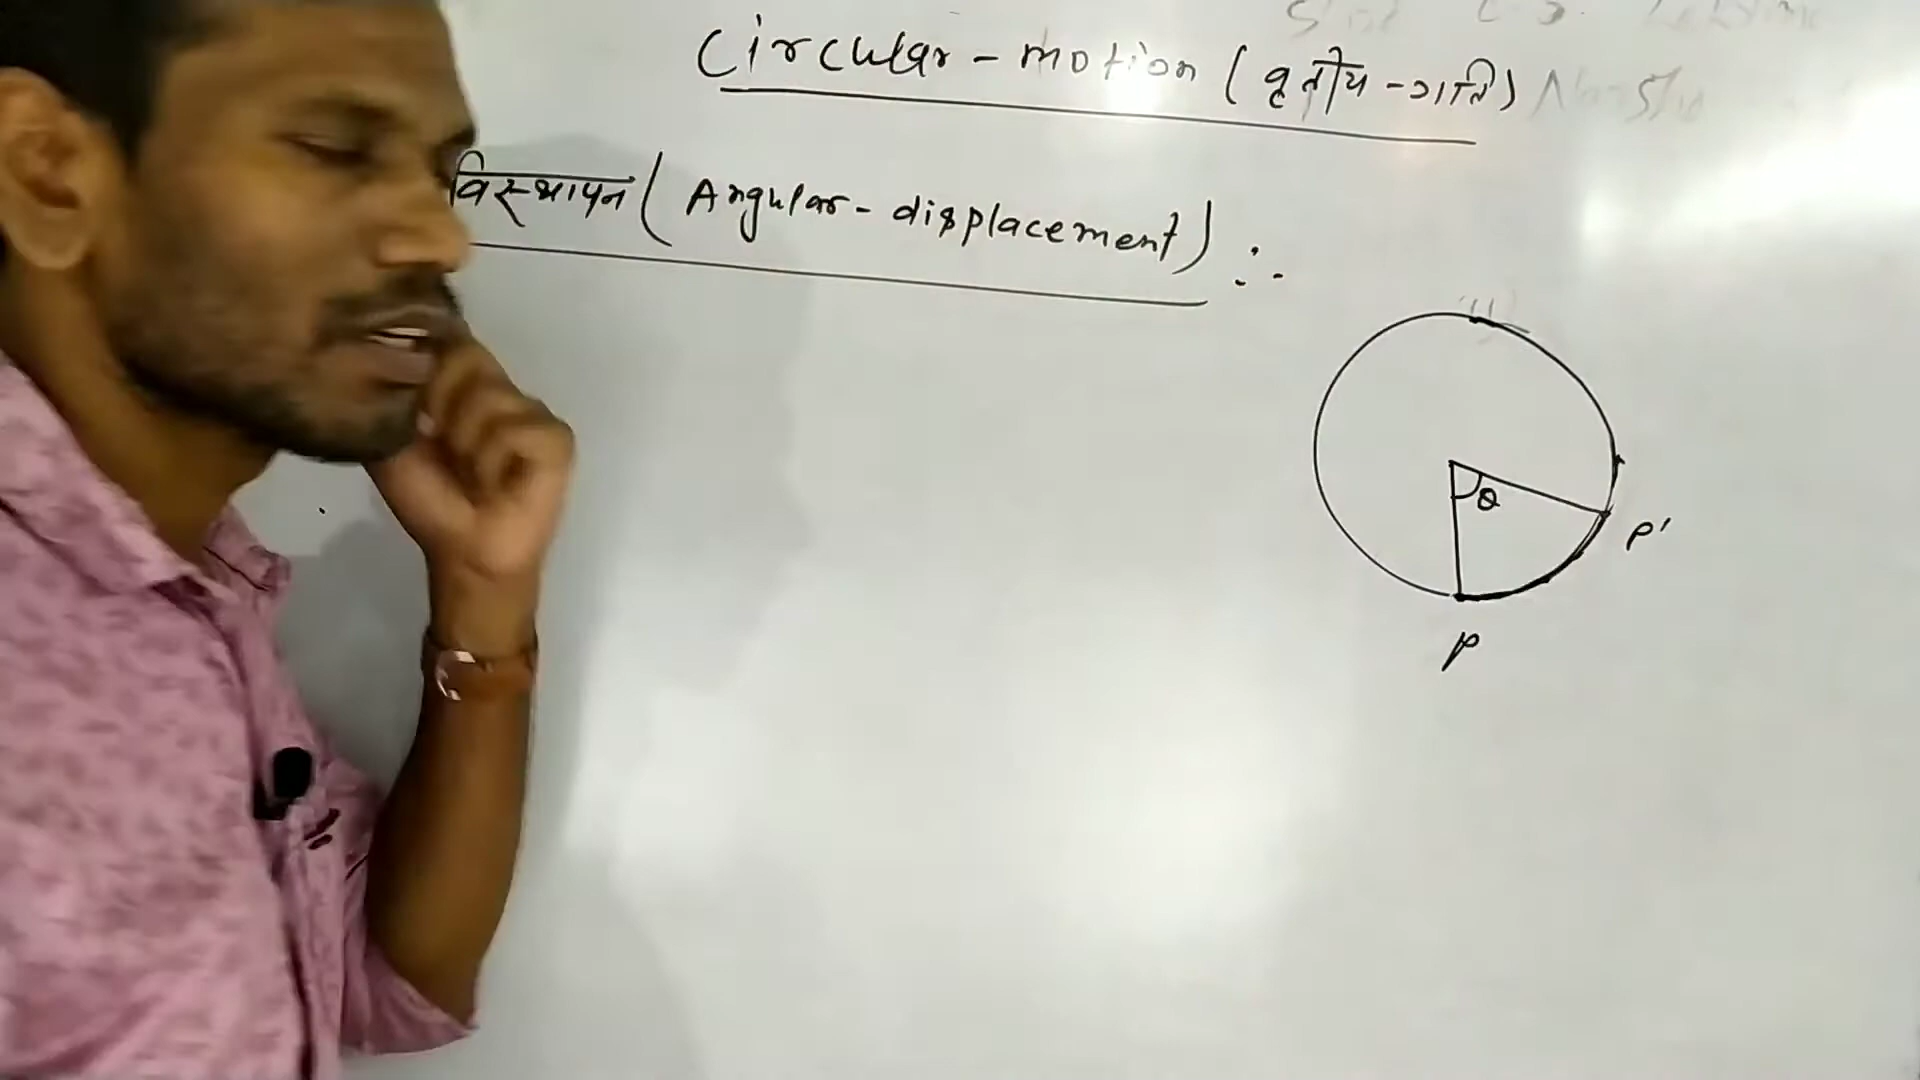 Circular - motion (वृत्तीय - गति)
विस्थापन (Angular - displacement) :-
θ
P'
P